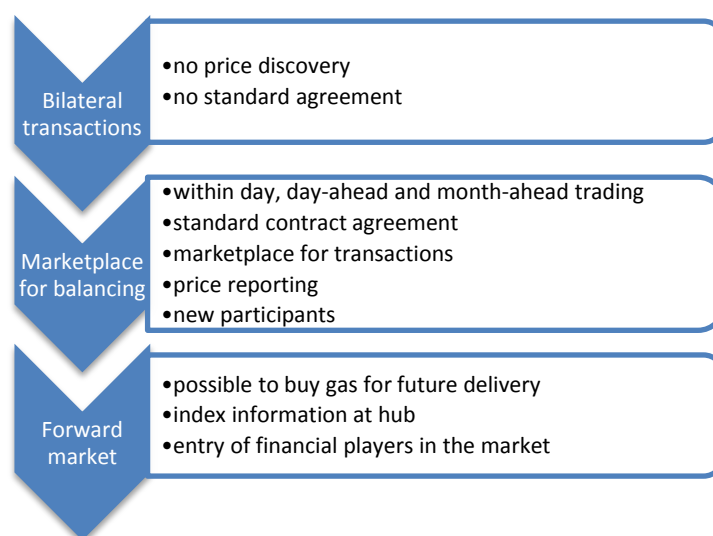 Bilateral
transactions
•no price discovery
•no standard agreement
Marketplace
for balancing
•within day, day-ahead and month-ahead trading
•standard contract agreement
•marketplace for transactions
•price reporting
•new participants
Forward
market
•possible to buy gas for future delivery
•index information at hub
•entry of financial players in the market